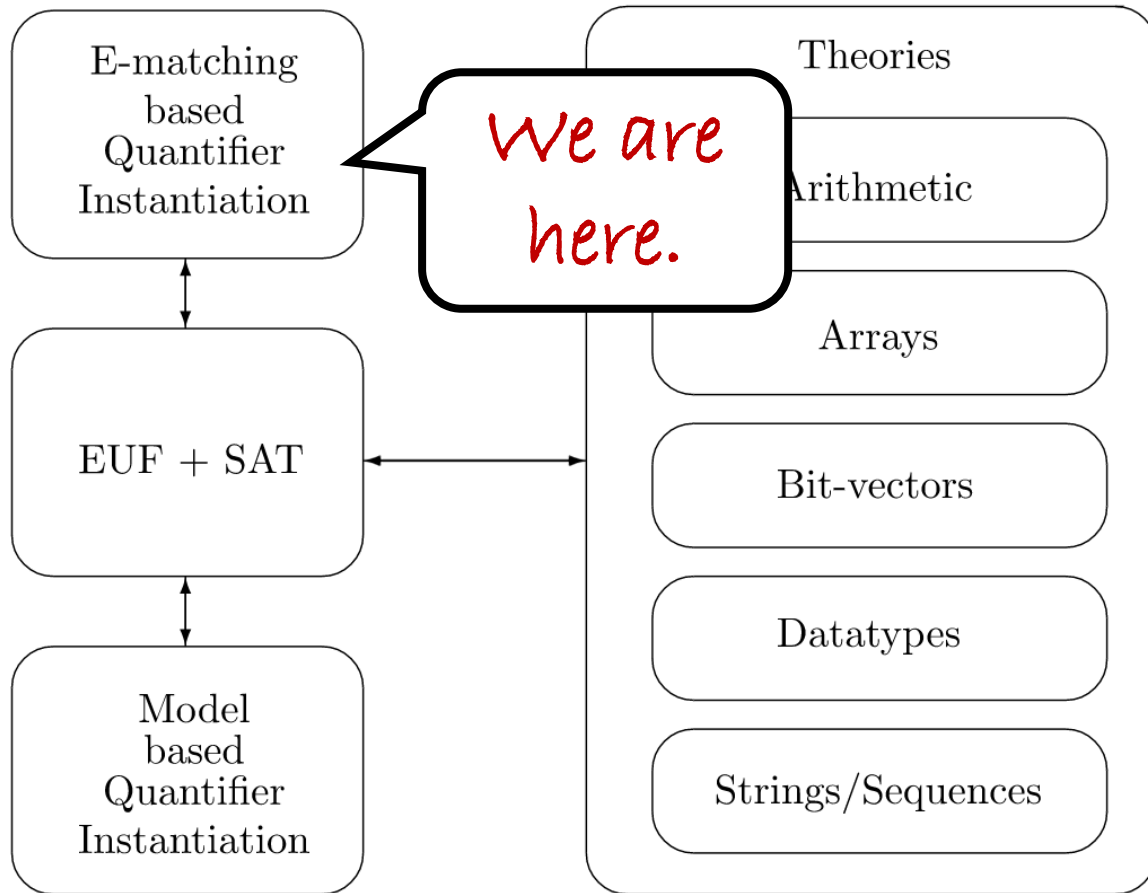 E-matching
based
Quantifier
Instantiation
We are
here.
Theories
Arithmetic
Arrays
EUF + SAT
Bit-vectors
Datatypes
Model
based
Quantifier
Instantiation
Strings/Sequences